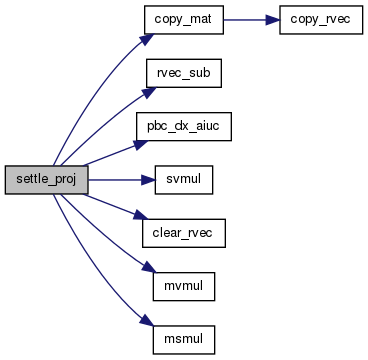 copy_mat
copy_rvec
rvec_sub
pbc_dx_aiuc
settle_proj
svmul
clear_rvec
mvmul
msmul